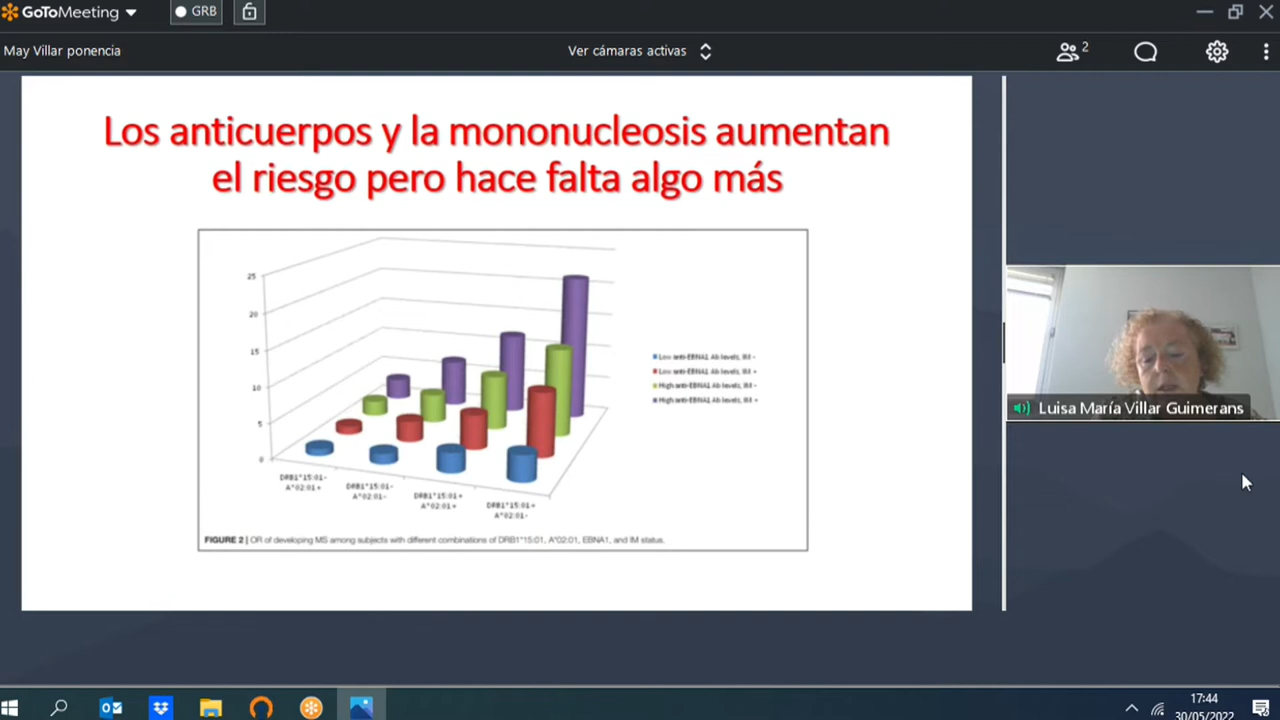 GoToMeeting
GRB
May Villar ponencia
Ver cámaras activas
2
Los anticuerpos y la mononucleosis aumentan
el riesgo pero hace falta algo más
25
20
15
10
5
0
DRB1*15:01-
A*02:01+
DRB1*15:01-
A*02:01-
DRB1*15:01+
A*02:01+
DRB1*15:01+
A*02:01-
Low anti-EBNA1 Ab levels, IM -
Low anti-EBNA1 Ab levels, IM +
High anti-EBNA1 Ab levels, IM -
High anti-EBNA1 Ab levels, IM +
FIGURE 2 | OR of developing MS among subjects with different combinations of DRB1*15:01, A*02:01, EBNA1, and IM status.
Luisa María Villar Guimerans
17:44
30/05/2022